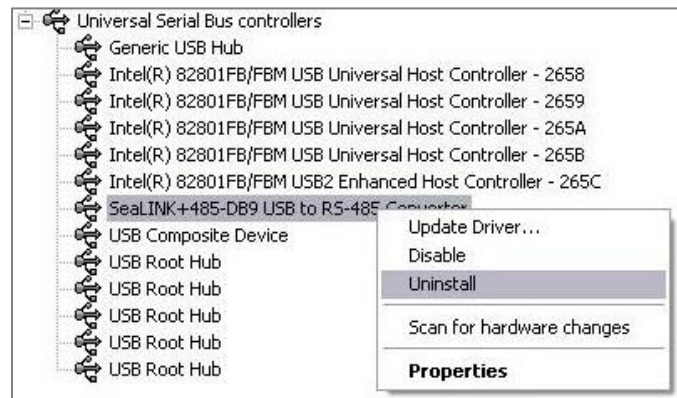 Universal Serial Bus controllers
Generic USB Hub
Intel(R) 82801FB/FBM USB Universal Host Controller - 2658
Intel(R) 82801FB/FBM USB Universal Host Controller - 2659
Intel(R) 82801FB/FBM USB Universal Host Controller - 265A
Intel(R) 82801FB/FBM USB Universal Host Controller - 265B
Intel(R) 82801FB/FBM USB2 Enhanced Host Controller - 265C
SeaLINK+485-DB9 USB to RS-485 Converter
USB Composite Device
USB Root Hub
USB Root Hub
USB Root Hub
USB Root Hub
USB Root Hub
Update Driver...
Disable
Uninstall
Scan for hardware changes
Properties